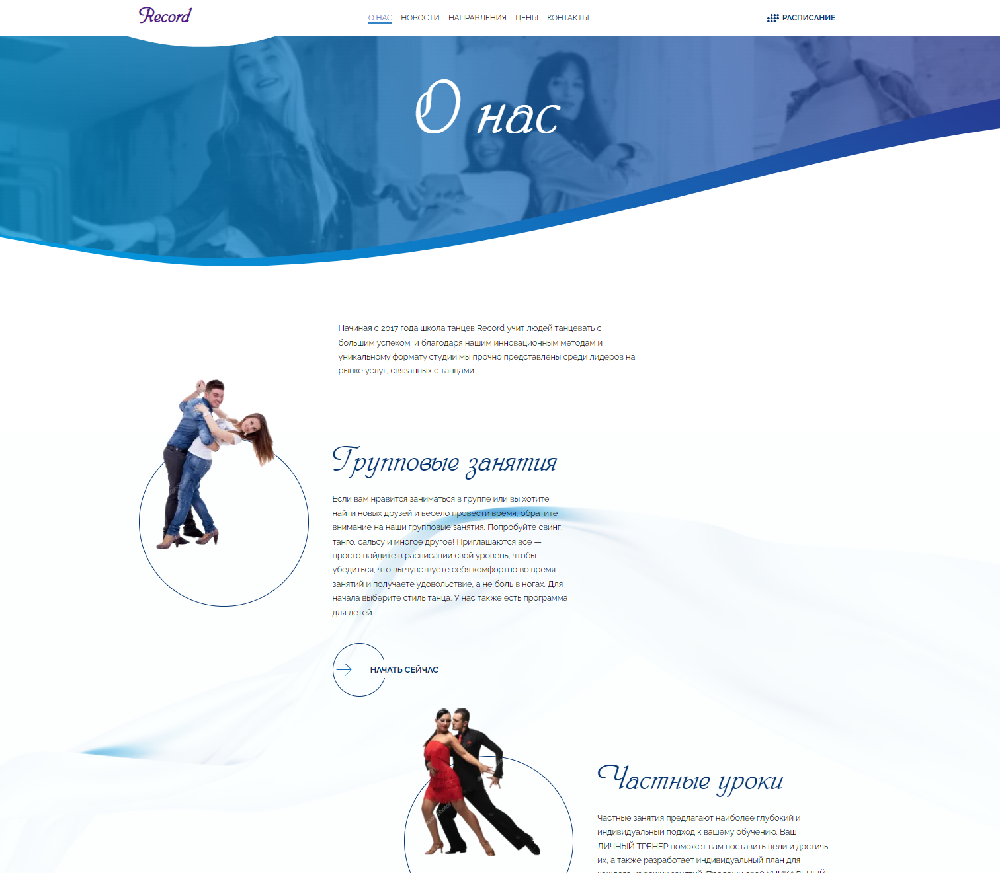 Record
О НАС НОВОСТИ НАПРАВЛЕНИЯ ЦЕНЫ КОНТАКТЫ
РАСПИСАНИЕ
О нас
Начиная с 2017 года школа танцев Record учит людей танцевать с
большим успехом, и благодаря нашим инновационным методам и
уникальному формату студии мы прочно представлены среди лидеров на
рынке услуг, связанных с танцами.
Групповые занятия
Если вам нравится заниматься в группе или вы хотите
найти новых друзей и весело провести время, обратите
внимание на наши групповые занятия. Попробуйте свинг,
танго, сальсу и многое другое! Приглашаются все —
просто найдите в расписании свой уровень, чтобы
убедиться, что вы чувствуете себя комфортно во время
занятий и получаете удовольствие, а не боль в ногах. Для
начала выберите стиль танца. У нас также есть программа
для детей
НАЧАТЬ СЕЙЧАС
Частные уроки
Частные занятия предлагают наиболее глубокий и
индивидуальный подход к вашему обучению. Ваш
ЛИЧНЫЙ ТРЕНЕР поможет вам поставить цели и достичь
их, а также разработает индивидуальный план для